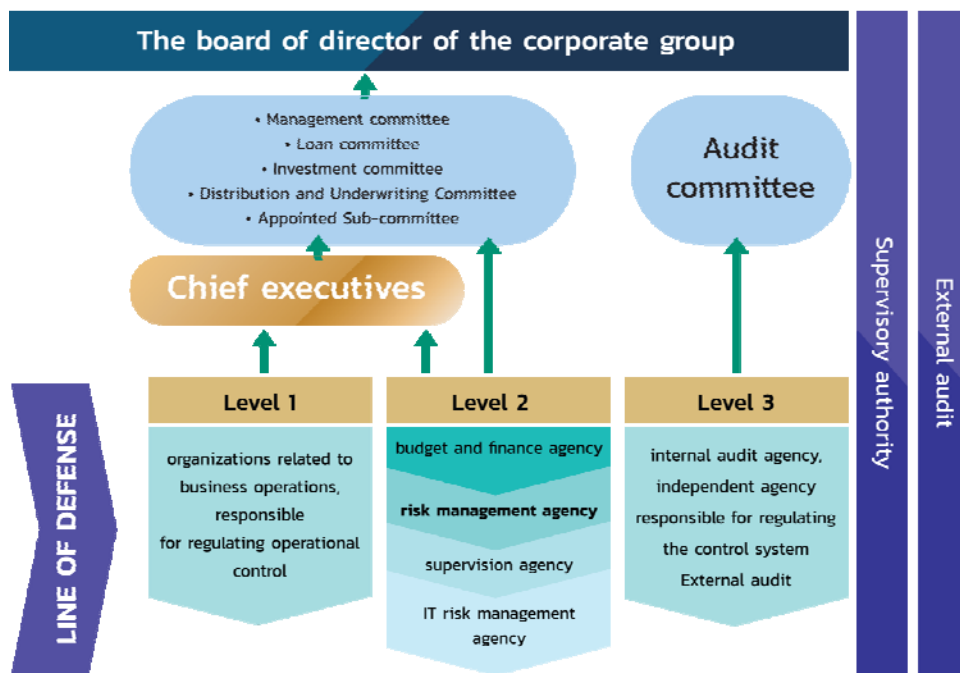 The board of director of the corporate group
• Management committee
• Loan committee
• Investment committee
• Distribution and Underwriting Committee
• Appointed Sub-committee
Audit
committee
Chief executives
Supervisory authority
External audit
LINE OF DEFENSE
Level 1
organizations related to
business operations,
responsible
for regulating operational
control
Level 2
budget and finance agency
risk management agency
supervision agency
IT risk management
agency
Level 3
internal audit agency,
independent agency
responsible for regulating
the control system
External audit